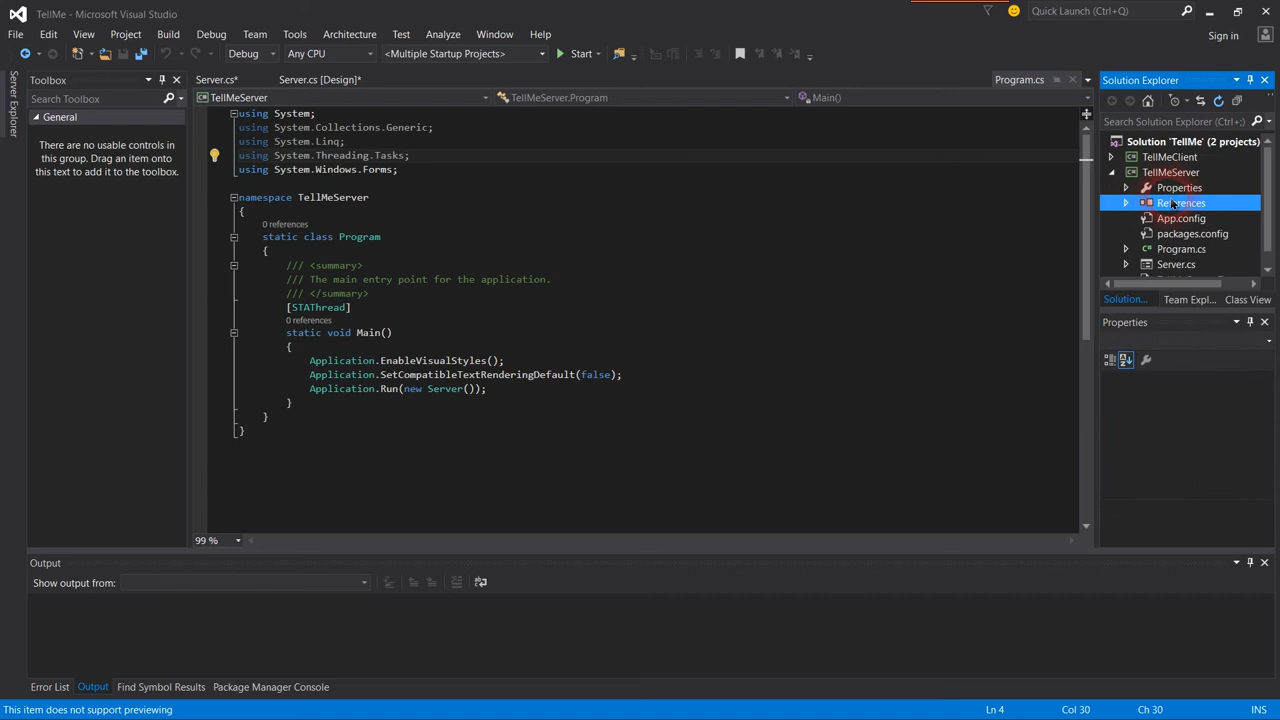 TellMe - Microsoft Visual Studio
Quick Launch (Ctrl+Q)
File Edit View Project Build Debug Team Tools Architecture Test Analyze Window Help
Sign in
Debug Any CPU <Multiple Startup Projects> Start
Server Explorer
Toolbox
Search Toolbox
General
There are no usable controls in
this group. Drag an item onto
this text to add it to the toolbox.
Server.cs* Server.cs [Design]* Program.cs
TellMeServer TellMeServer.Program Main()
using System;
using System.Collections.Generic;
using System.Linq;
using System.Threading.Tasks;
using System.Windows.Forms;
namespace TellMeServer
{
0 references
static class Program
{
/// <summary>
/// The main entry point for the application.
/// </summary>
[STAThread]
0 references
static void Main()
{
Application.EnableVisualStyles();
Application.SetCompatibleTextRenderingDefault(false);
Application.Run(new Server());
}
}
}
99 %
Solution Explorer
Search Solution Explorer (Ctrl+;)
Solution 'TellMe' (2 projects)
TellMeClient
TellMeServer
Properties
References
App.config
packages.config
Program.cs
Server.cs
Solution... Team Expl... Class View
Properties
Output
Show output from:
Error List Output Find Symbol Results Package Manager Console
This item does not support previewing Ln 4 Col 30 Ch 30 INS